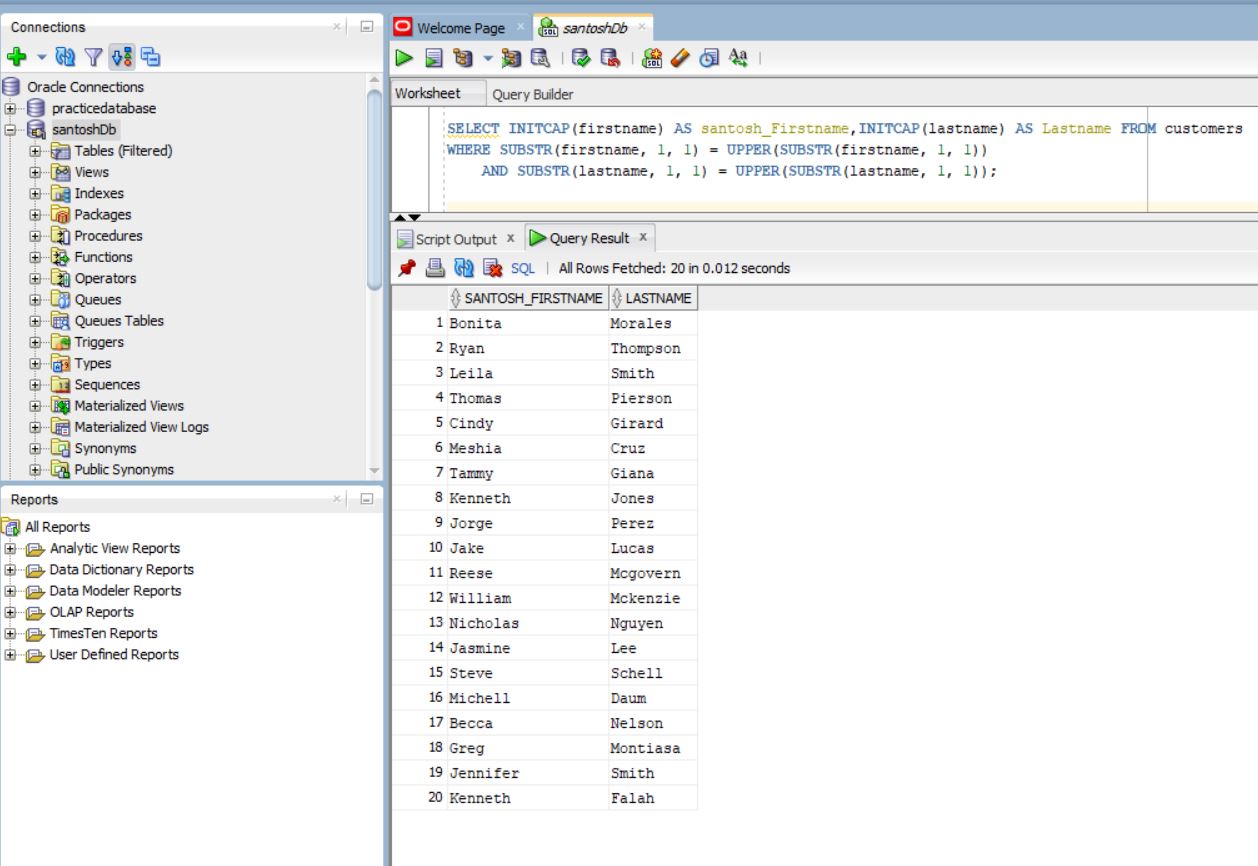 Connections
Oracle Connections
practicedatabase
santoshDb
Tables (Filtered)
Views
Indexes
Packages
Procedures
Functions
Operators
Queues
Queues Tables
Triggers
Types
Sequences
Materialized Views
Materialized View Logs
Synonyms
Public Synonyms
Reports
All Reports
Analytic View Reports
Data Dictionary Reports
Data Modeler Reports
OLAP Reports
TimesTen Reports
User Defined Reports
Welcome Page
santoshDb
Worksheet Query Builder
SELECT INITCAP(firstname) AS santosh_Firstname,INITCAP(lastname) AS Lastname FROM customers
WHERE SUBSTR(firstname, 1, 1) = UPPER(SUBSTR(firstname, 1, 1))
AND SUBSTR(lastname, 1, 1) = UPPER(SUBSTR(lastname, 1, 1));
Script Output x Query Result x
SQL | All Rows Fetched: 20 in 0.012 seconds
SANTOSH_FIRSTNAME LASTNAME
1 Bonita Morales
2 Ryan Thompson
3 Leila Smith
4 Thomas Pierson
5 Cindy Girard
6 Meshia Cruz
7 Tammy Giana
8 Kenneth Jones
9 Jorge Perez
10 Jake Lucas
11 Reese Mcgovern
12 William Mckenzie
13 Nicholas Nguyen
14 Jasmine Lee
15 Steve Schell
16 Michell Daum
17 Becca Nelson
18 Greg Montiasa
19 Jennifer Smith
20 Kenneth Falah